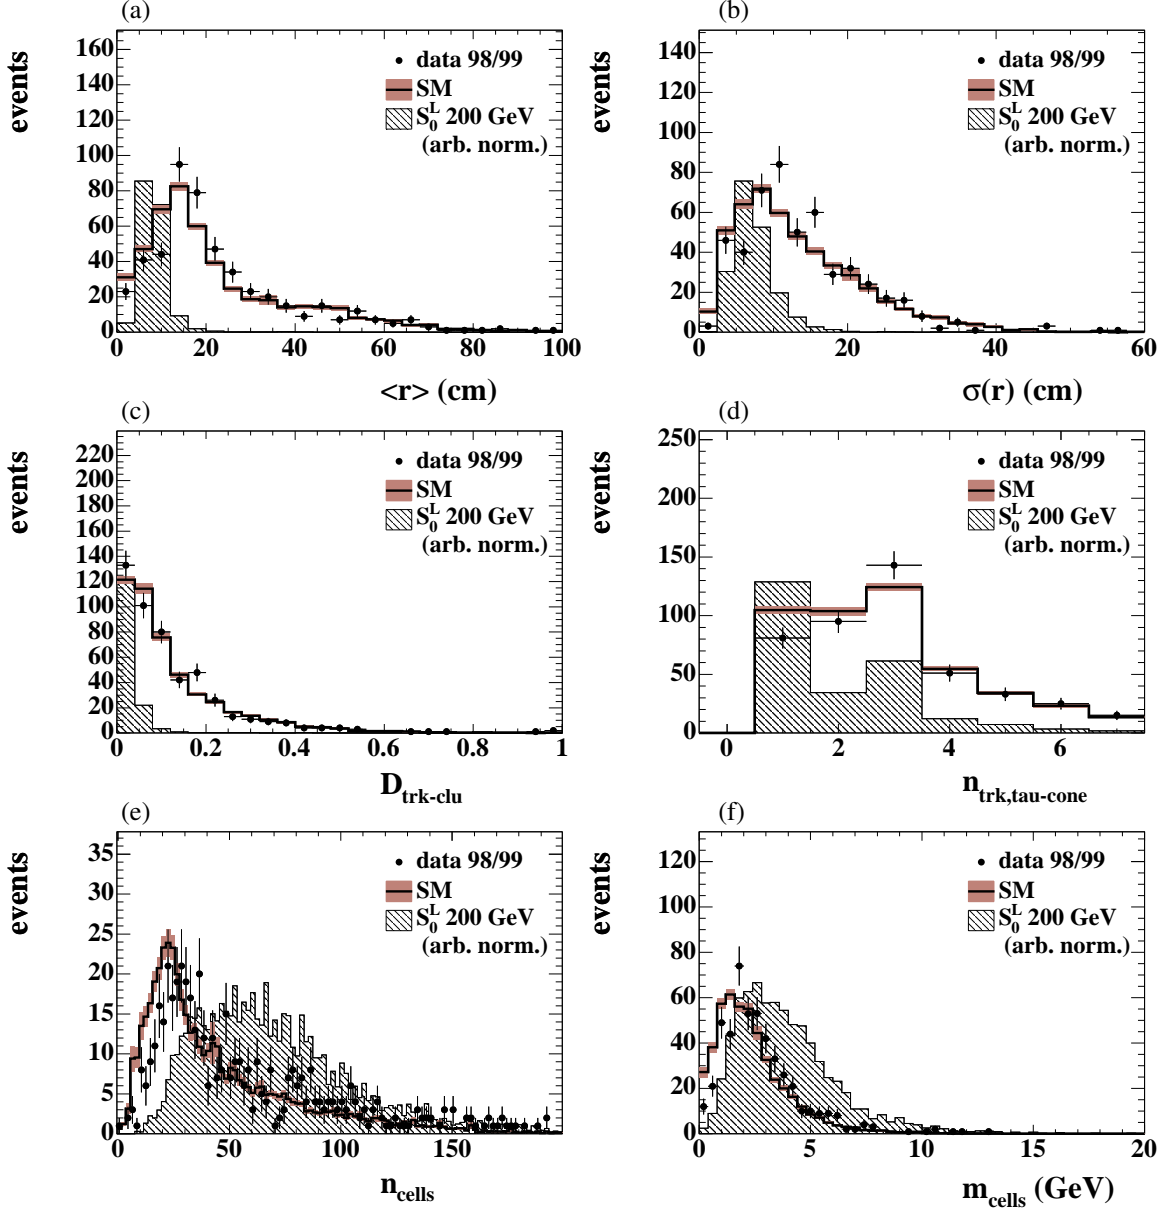 (a)
events
160
140
120
100
80
60
40
20
0
data 98/99
SM
S₀ᴸ 200 GeV
(arb. norm.)
0 20 40 60 80 100
<r> (cm)
(b)
events
140
120
100
80
60
40
20
0
data 98/99
SM
S₀ᴸ 200 GeV
(arb. norm.)
0 20 40 60
σ(r) (cm)
(c)
events
220
200
180
160
140
120
100
80
60
40
20
0
data 98/99
SM
S₀ᴸ 200 GeV
(arb. norm.)
0 0.2 0.4 0.6 0.8 1
D trk-clu
(d)
events
250
200
150
100
50
0
data 98/99
SM
S₀ᴸ 200 GeV
(arb. norm.)
0 2 4 6
n trk,tau-cone
(e)
events
35
30
25
20
15
10
5
0
data 98/99
SM
S₀ᴸ 200 GeV
(arb. norm.)
0 50 100 150
n cells
(f)
events
120
100
80
60
40
20
0
data 98/99
SM
S₀ᴸ 200 GeV
(arb. norm.)
0 5 10 15 20
m cells (GeV)